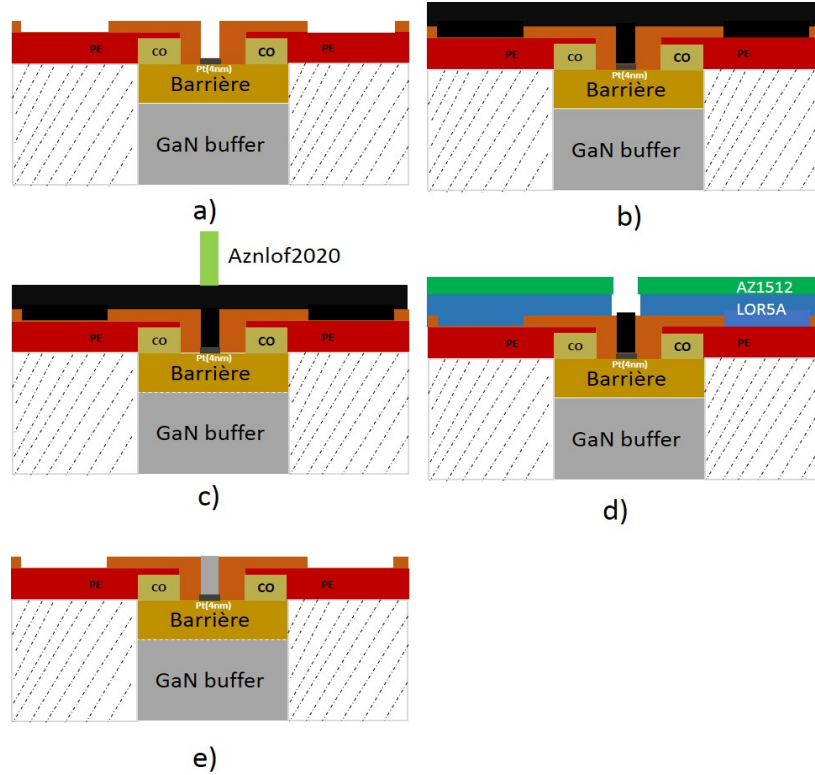 PE CO CO PE
Pt(4nm)
Barrière
GaN buffer
a)
PE CO CO PE
Pt(4nm)
Barrière
GaN buffer
b)
Aznlof2020
PE CO CO PE
Pt(4nm)
Barrière
GaN buffer
c)
AZ1512
LOR5A
PE CO CO PE
Pt(4nm)
Barrière
GaN buffer
d)
PE CO CO PE
Pt(4nm)
Barrière
GaN buffer
e)